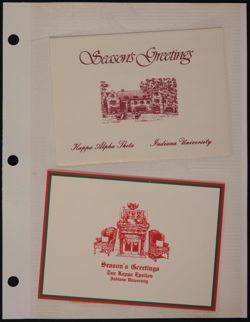 Season's Greetings
Kappa Alpha Theta Indiana University
Season's Greetings
Tau Kappa Epsilon
Indiana University